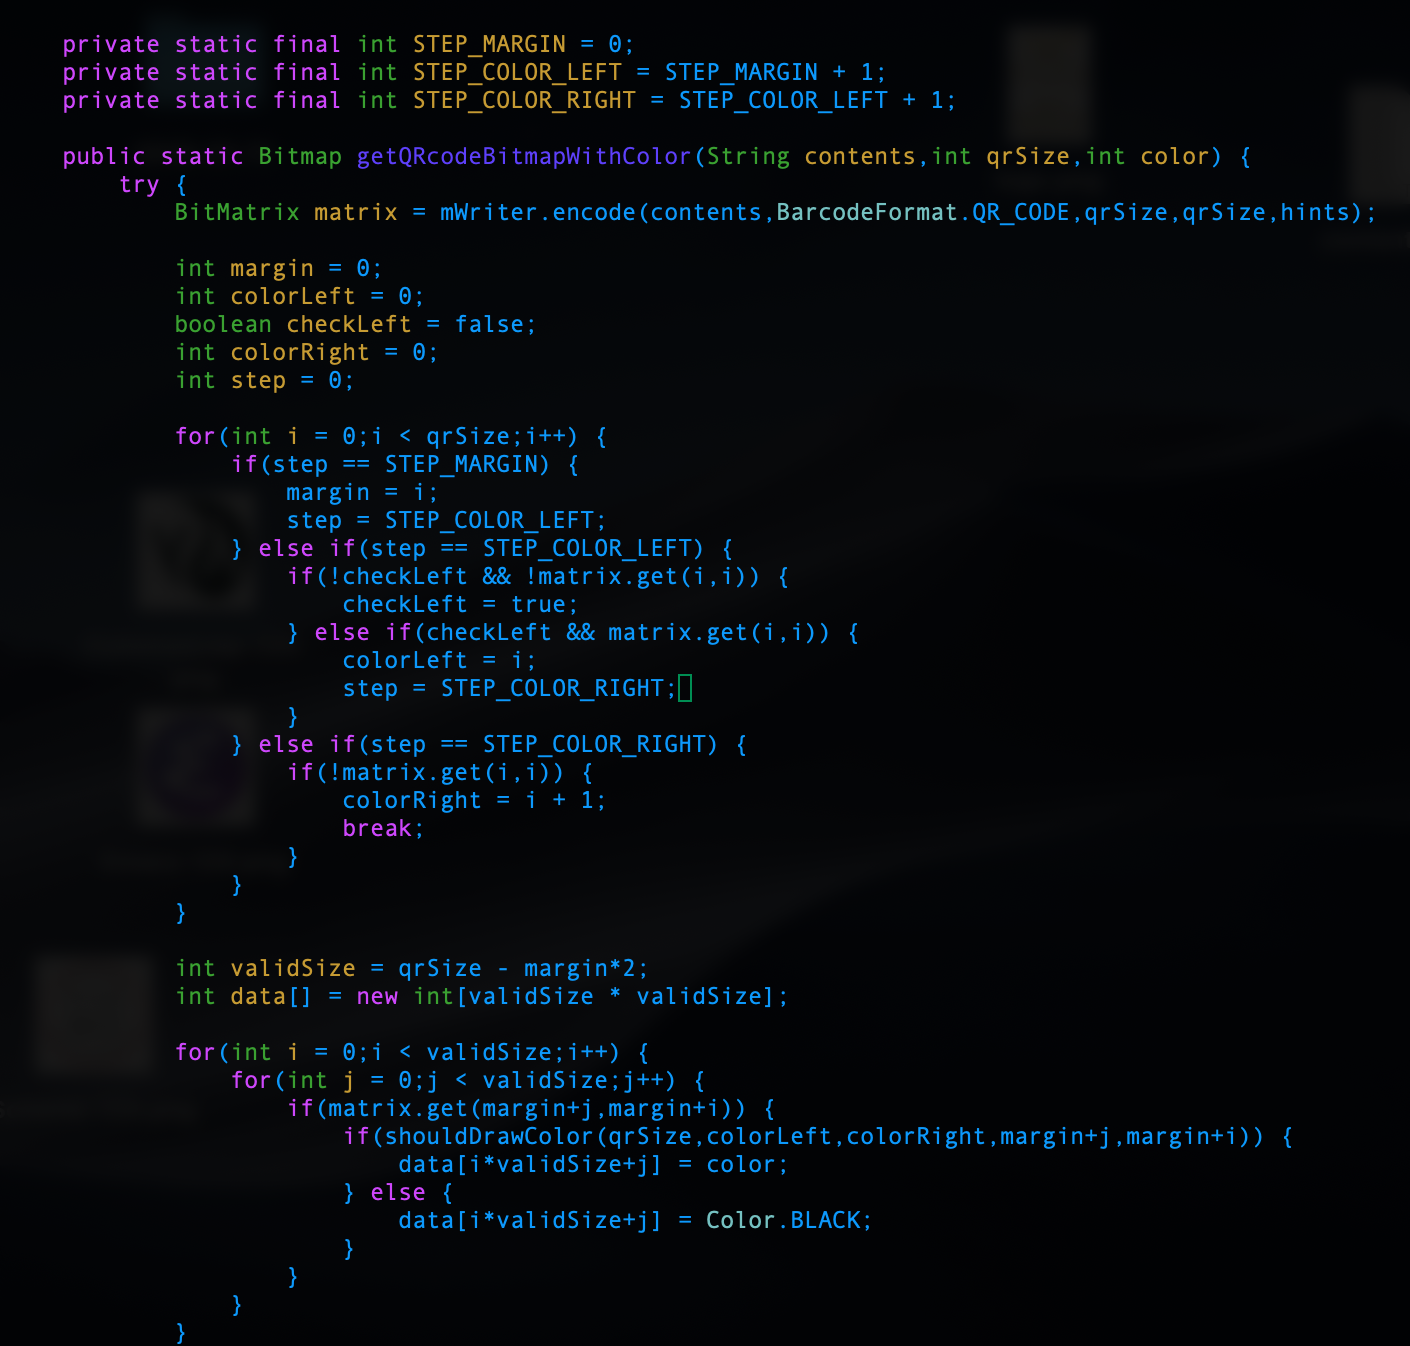 private static final int STEP_MARGIN = 0;
private static final int STEP_COLOR_LEFT = STEP_MARGIN + 1;
private static final int STEP_COLOR_RIGHT = STEP_COLOR_LEFT + 1;
public static Bitmap getQRcodeBitmapWithColor(String contents,int qrSize,int color) {
try {
BitMatrix matrix = mWriter.encode(contents,BarcodeFormat.QR_CODE,qrSize,qrSize,hints);
int margin = 0;
int colorLeft = 0;
boolean checkLeft = false;
int colorRight = 0;
int step = 0;
for(int i = 0;i < qrSize;i++) {
if(step == STEP_MARGIN) {
margin = i;
step = STEP_COLOR_LEFT;
} else if(step == STEP_COLOR_LEFT) {
if(!checkLeft && !matrix.get(i,i)) {
checkLeft = true;
} else if(checkLeft && matrix.get(i,i)) {
colorLeft = i;
step = STEP_COLOR_RIGHT;
}
} else if(step == STEP_COLOR_RIGHT) {
if(!matrix.get(i,i)) {
colorRight = i + 1;
break;
}
}
}
int validSize = qrSize - margin*2;
int data[] = new int[validSize * validSize];
for(int i = 0;i < validSize;i++) {
for(int j = 0;j < validSize;j++) {
if(matrix.get(margin+j,margin+i)) {
if(shouldDrawColor(qrSize,colorLeft,colorRight,margin+j,margin+i)) {
data[i*validSize+j] = color;
} else {
data[i*validSize+j] = Color.BLACK;
}
}
}
}